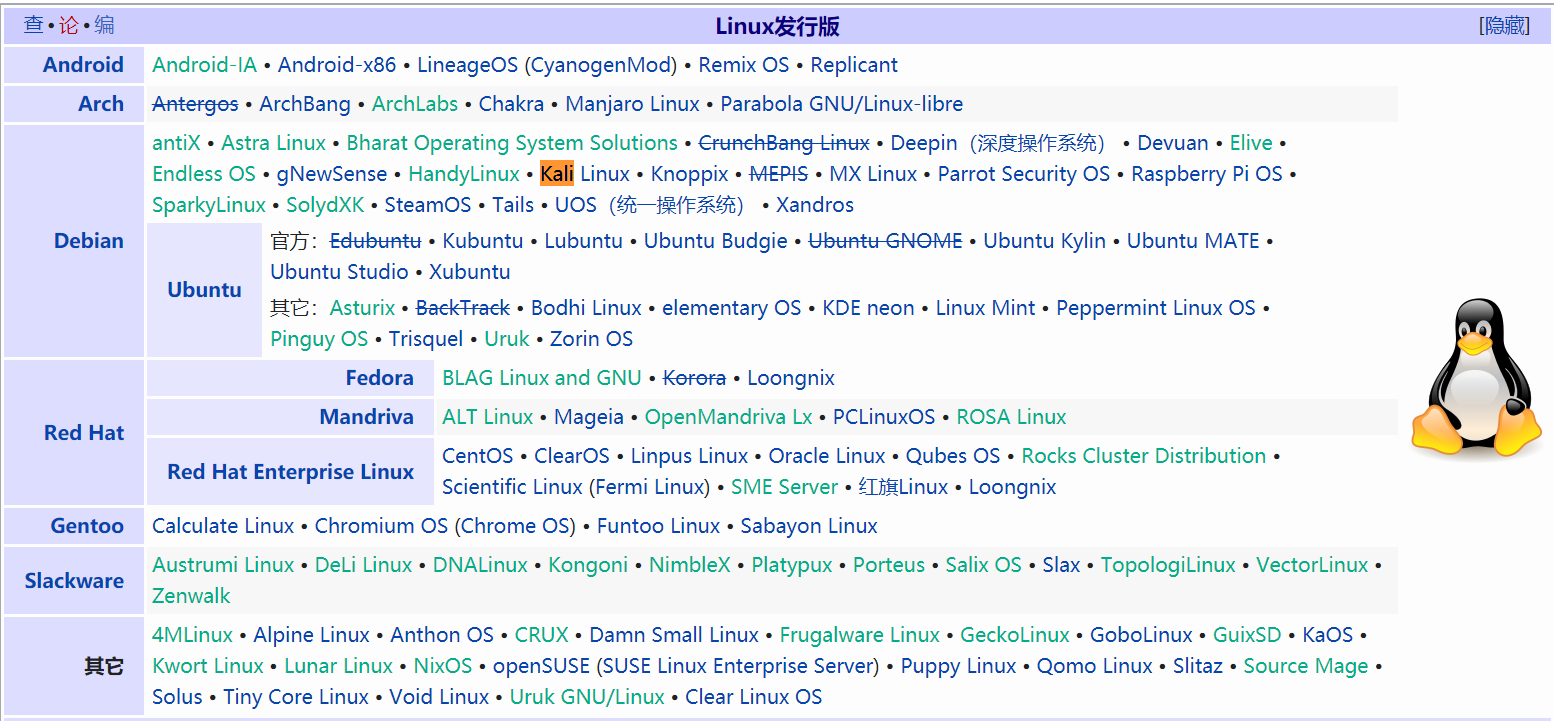 查 • 论 • 编
Linux发行版
[隐藏]
Android
Android-IA • Android-x86 • LineageOS (CyanogenMod) • Remix OS • Replicant
Arch
Antergos • ArchBang • ArchLabs • Chakra • Manjaro Linux • Parabola GNU/Linux-libre
Debian
antiX • Astra Linux • Bharat Operating System Solutions • CrunchBang Linux • Deepin（深度操作系统） • Devuan • Elive •
Endless OS • gNewSense • HandyLinux • Kali Linux • Knoppix • MEPIS • MX Linux • Parrot Security OS • Raspberry Pi OS •
SparkyLinux • SolydXK • SteamOS • Tails • UOS（统一操作系统） • Xandros
Ubuntu
官方：Edubuntu • Kubuntu • Lubuntu • Ubuntu Budgie • Ubuntu GNOME • Ubuntu Kylin • Ubuntu MATE •
Ubuntu Studio • Xubuntu
其它：Asturix • BackTrack • Bodhi Linux • elementary OS • KDE neon • Linux Mint • Peppermint Linux OS •
Pinguy OS • Trisquel • Uruk • Zorin OS
Red Hat
Fedora
BLAG Linux and GNU • Korora • Loongnix
Mandriva
ALT Linux • Mageia • OpenMandriva Lx • PCLinuxOS • ROSA Linux
Red Hat Enterprise Linux
CentOS • ClearOS • Linpus Linux • Oracle Linux • Qubes OS • Rocks Cluster Distribution •
Scientific Linux (Fermi Linux) • SME Server • 红旗Linux • Loongnix
Gentoo
Calculate Linux • Chromium OS (Chrome OS) • Funtoo Linux • Sabayon Linux
Slackware
Austrumi Linux • DeLi Linux • DNALinux • Kongoni • NimbleX • Platypux • Porteus • Salix OS • Slax • TopologiLinux • VectorLinux •
Zenwalk
其它
4MLinux • Alpine Linux • Anthon OS • CRUX • Damn Small Linux • Frugalware Linux • GeckoLinux • GoboLinux • GuixSD • KaOS •
Kwort Linux • Lunar Linux • NixOS • openSUSE (SUSE Linux Enterprise Server) • Puppy Linux • Qomo Linux • Slitaz • Source Mage •
Solus • Tiny Core Linux • Void Linux • Uruk GNU/Linux • Clear Linux OS